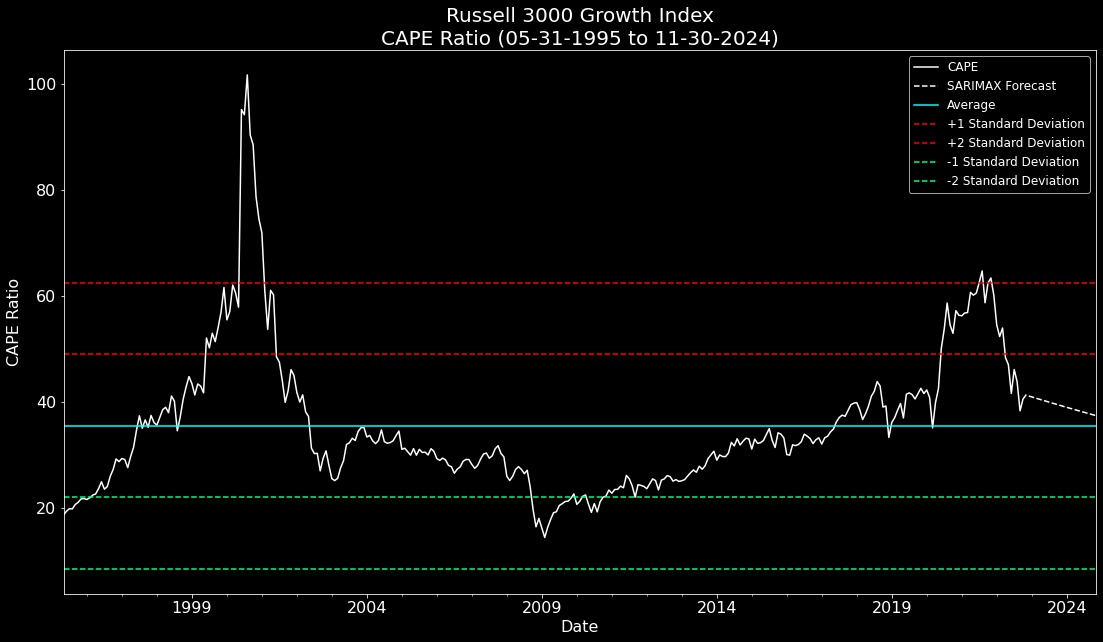 Russell 3000 Growth Index
CAPE Ratio (05-31-1995 to 11-30-2024)
CAPE
SARIMAX Forecast
Average
+1 Standard Deviation
+2 Standard Deviation
-1 Standard Deviation
-2 Standard Deviation
CAPE Ratio
100
80
60
40
20
1999
2004
2009
2014
2019
2024
Date